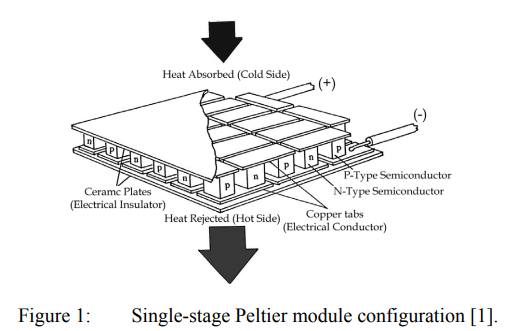 Heat Absorbed (Cold Side)
(+)
(-)
n p n p n p n p n p
P-Type Semiconductor
N-Type Semiconductor
Ceramc Plates
(Electrical Insulator)
Heat Rejected (Hot Side)
Copper tabs
(Electrical Conductor)
Figure 1: Single-stage Peltier module configuration [1].